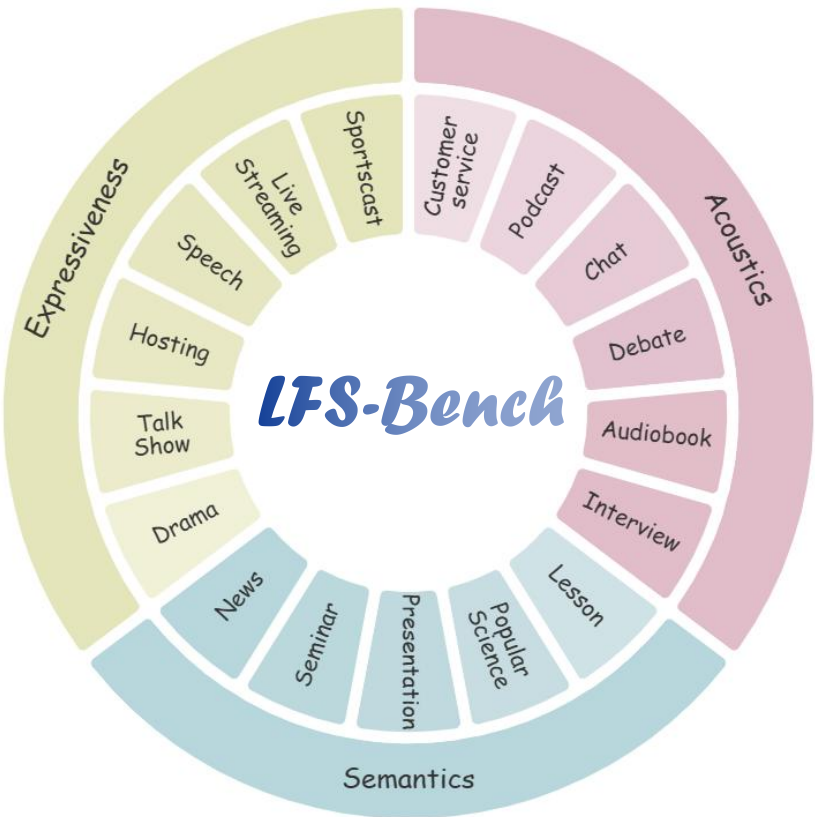 LFS-Bench
Acoustics
Customer
service
Podcast
Chat
Debate
Audiobook
Interview
Semantics
Lesson
Popular
Science
Presentation
Seminar
News
Expressiveness
Drama
Talk
Show
Hosting
Speech
Live
Streaming
Sportscast